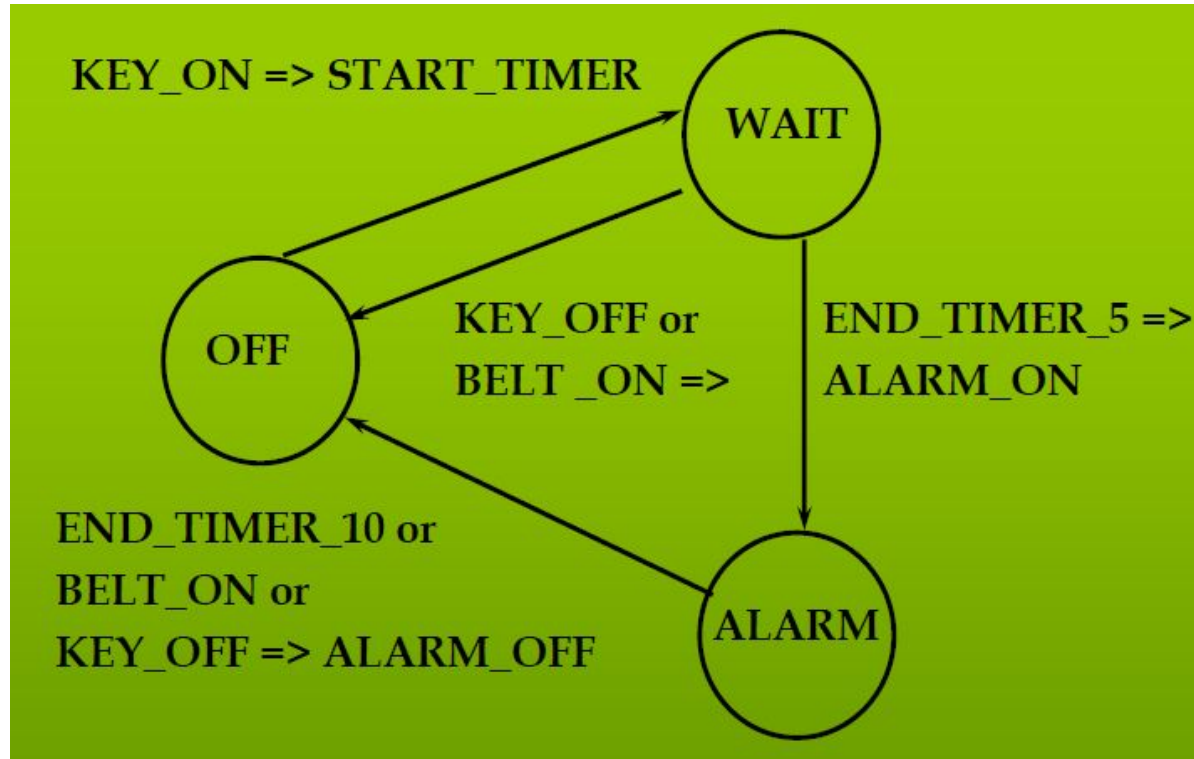 KEY_ON => START_TIMER
WAIT
OFF
KEY_OFF or
BELT _ON =>
END_TIMER_5 =>
ALARM_ON
END_TIMER_10 or
BELT_ON or
KEY_OFF => ALARM_OFF
ALARM